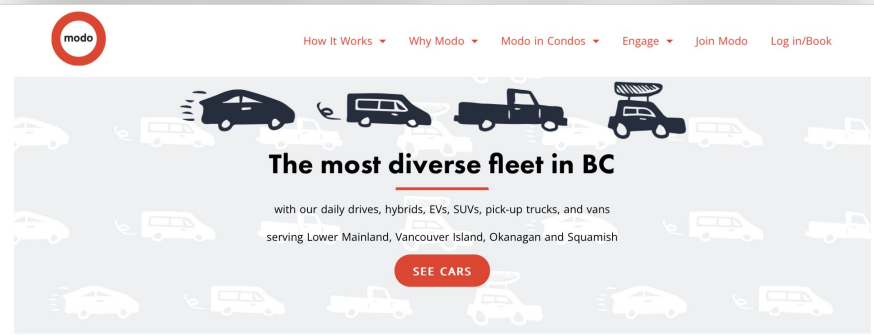 modo
How It Works
Why Modo
Modo in Condos
Engage
Join Modo
Log in/Book
The most diverse fleet in BC
with our daily drives, hybrids, EVs, SUVs, pick-up trucks, and vans
serving Lower Mainland, Vancouver Island, Okanagan and Squamish
SEE CARS